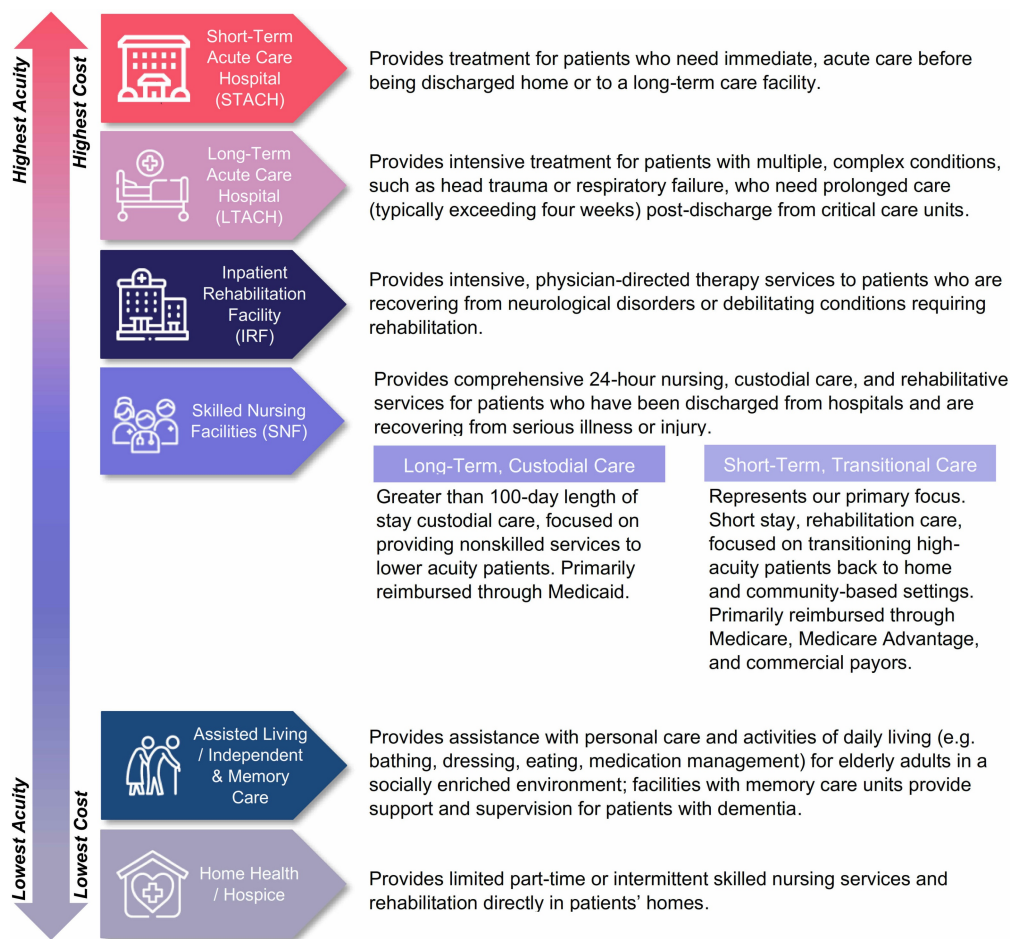 Highest Acuity
Highest Cost
Short-Term
Acute Care
Hospital
(STACH)
Provides treatment for patients who need immediate, acute care before
being discharged home or to a long-term care facility.
Long-Term
Acute Care
Hospital
(LTACH)
Provides intensive treatment for patients with multiple, complex conditions,
such as head trauma or respiratory failure, who need prolonged care
(typically exceeding four weeks) post-discharge from critical care units.
Inpatient
Rehabilitation
Facility
(IRF)
Provides intensive, physician-directed therapy services to patients who are
recovering from neurological disorders or debilitating conditions requiring
rehabilitation.
Skilled Nursing
Facilities (SNF)
Provides comprehensive 24-hour nursing, custodial care, and rehabilitative
services for patients who have been discharged from hospitals and are
recovering from serious illness or injury.
Long-Term, Custodial Care
Greater than 100-day length of
stay custodial care, focused on
providing nonskilled services to
lower acuity patients. Primarily
reimbursed through Medicaid.
Short-Term, Transitional Care
Represents our primary focus.
Short stay, rehabilitation care,
focused on transitioning high-
acuity patients back to home
and community-based settings.
Primarily reimbursed through
Medicare, Medicare Advantage,
and commercial payors.
Assisted Living
/ Independent
& Memory
Care
Provides assistance with personal care and activities of daily living (e.g.
bathing, dressing, eating, medication management) for elderly adults in a
socially enriched environment; facilities with memory care units provide
support and supervision for patients with dementia.
Lowest Acuity
Lowest Cost
Home Health
/ Hospice
Provides limited part-time or intermittent skilled nursing services and
rehabilitation directly in patients' homes.